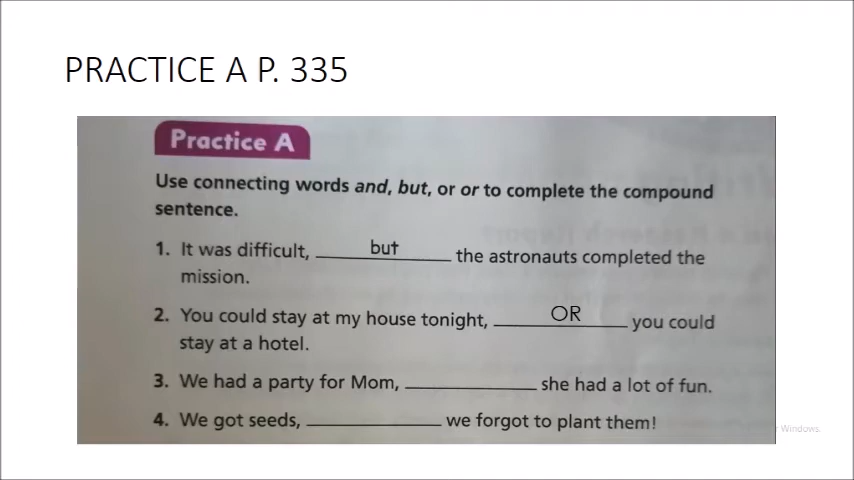 PRACTICE A P. 335
Practice A
Use connecting words and, but, or or to complete the compound
sentence.
1. It was difficult, but the astronauts completed the
mission.
2. You could stay at my house tonight, OR you could
stay at a hotel.
3. We had a party for Mom, __________ she had a lot of fun.
4. We got seeds, __________ we forgot to plant them!
Windows.